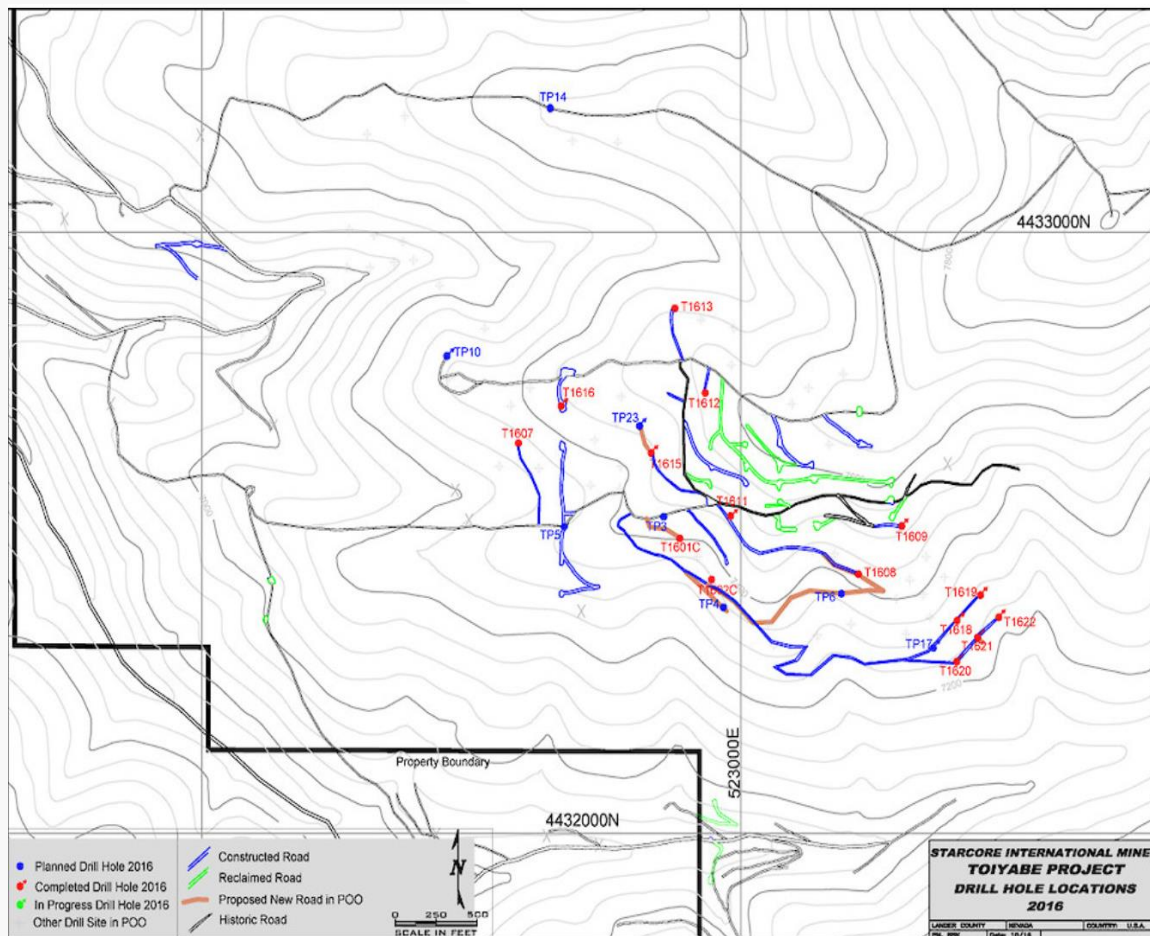 TP14
4433000N
7600
T1613
TP10
T1616
T1612
TP23
T1607
T1615
7600
T1611
TP3
TP5
T1609
T1601C
T1608
TP6
T1619
TP4
T1618
T1622
T1621
TP17
T1620
7200
Property Boundary
523000E
4432000N
Planned Drill Hole 2016
Completed Drill Hole 2016
In Progress Drill Hole 2016
Other Drill Site in POO
Constructed Road
Reclaimed Road
Proposed New Road in POO
Historic Road
N
0 250 500
SCALE IN FEET
STARCORE INTERNATIONAL MINE
TOIYABE PROJECT
DRILL HOLE LOCATIONS
2016
LANDER COUNTY NEVADA COUNTRY: U.S.A.